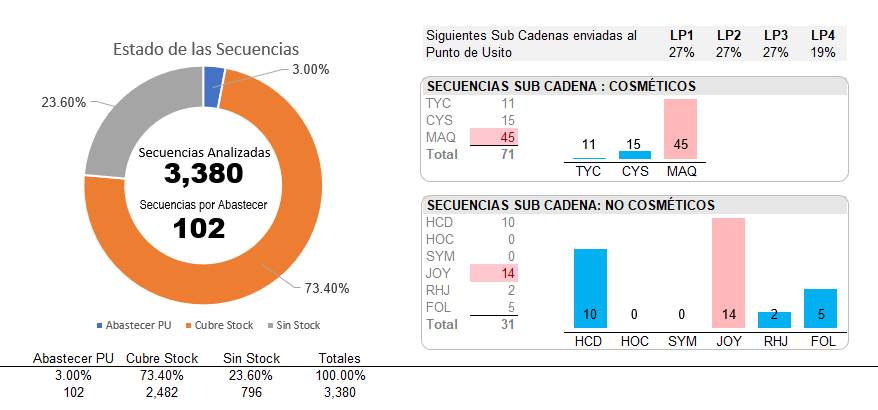 Estado de las Secuencias
3.00%
23.60%
73.40%
Secuencias Analizadas
3,380
Secuencias por Abastecer
102
Abastecer PU Cubre Stock Sin Stock
Abastecer PU Cubre Stock Sin Stock Totales
3.00% 73.40% 23.60% 100.00%
102 2,482 796 3,380
Siguientes Sub Cadenas enviadas al LP1 LP2 LP3 LP4
Punto de Usito 27% 27% 27% 19%
SECUENCIAS SUB CADENA : COSMÉTICOS
TYC 11
CYS 15
MAQ 45
Total 71
11 15 45
TYC CYS MAQ
SECUENCIAS SUB CADENA: NO COSMÉTICOS
HCD 10
HOC 0
SYM 0
JOY 14
RHJ 2
FOL 5
Total 31
10 0 0 14 2 5
HCD HOC SYM JOY RHJ FOL